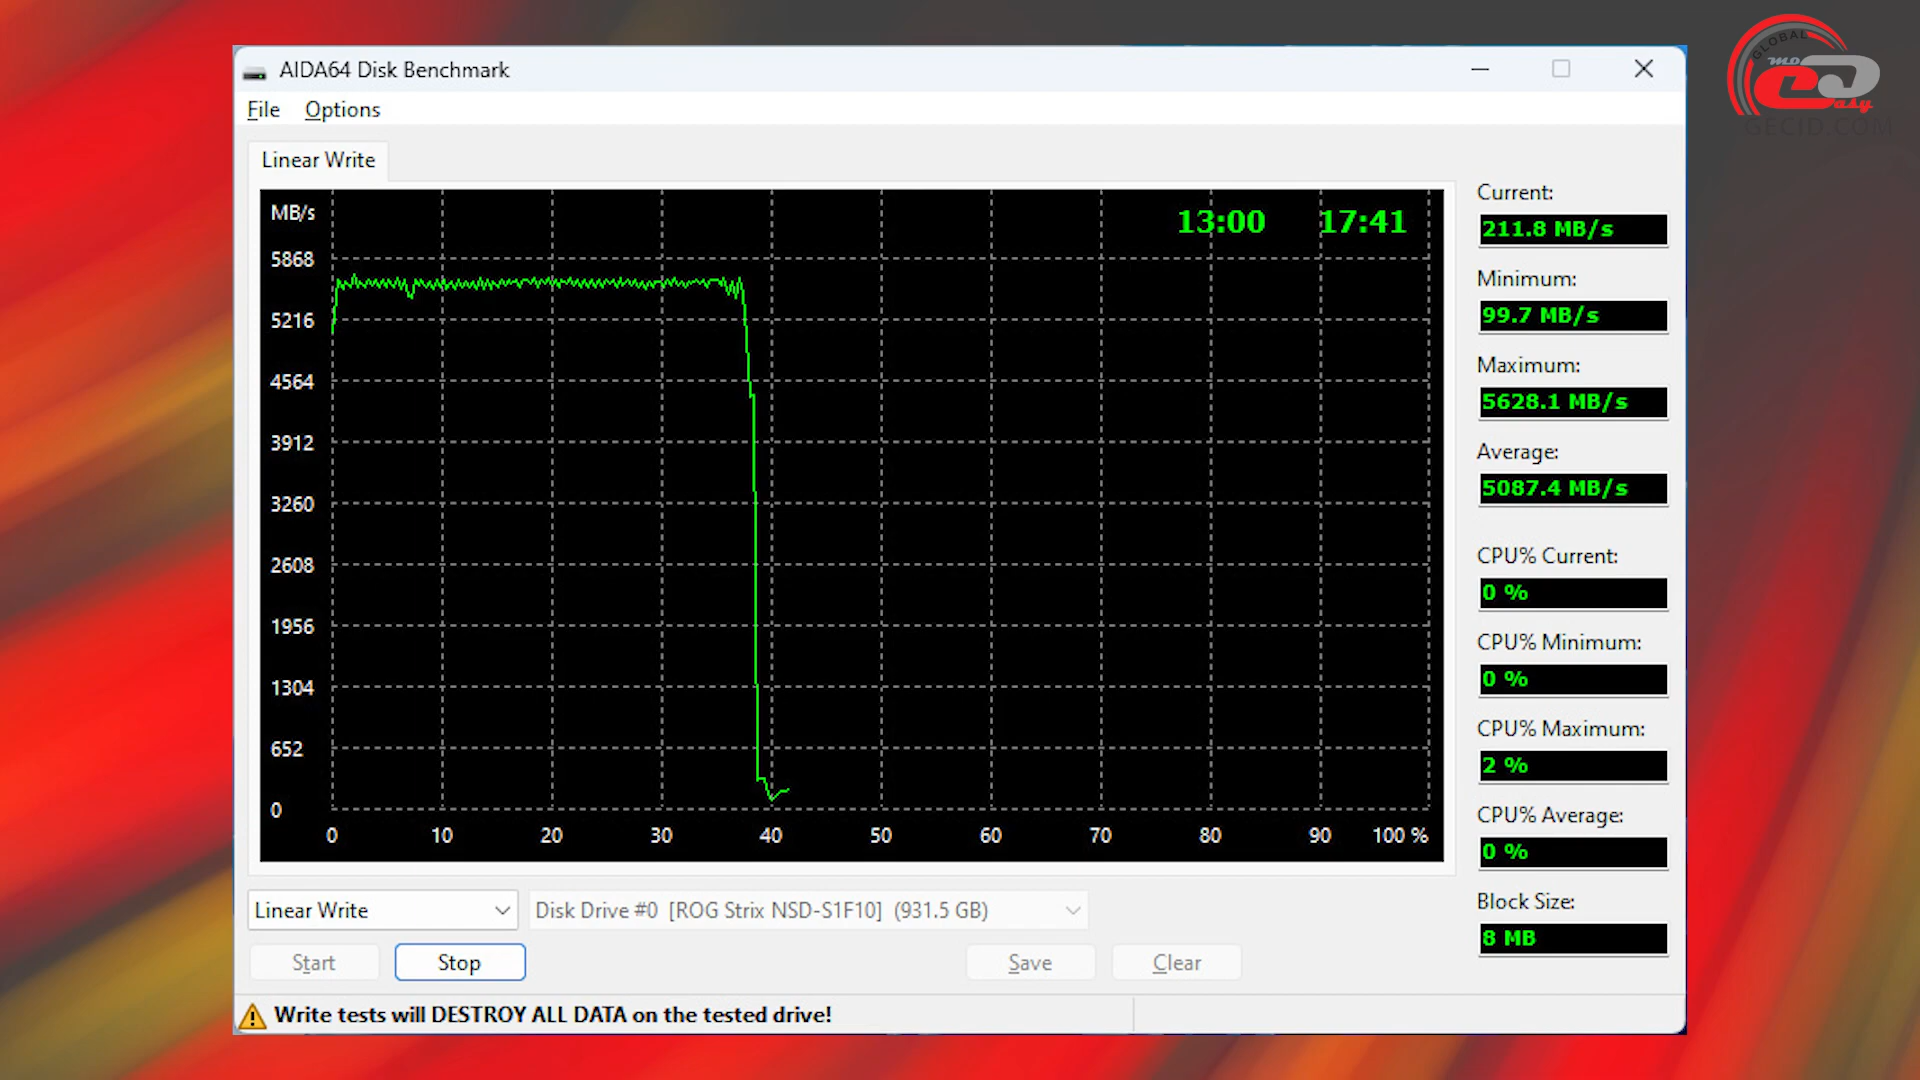 AIDA64 Disk Benchmark
File Options
Linear Write
MB/s
13:00 17:41
5868
5216
4564
3912
3260
2608
1956
1304
652
0
0 10 20 30 40 50 60 70 80 90 100 %
Current:
211.8 MB/s
Minimum:
99.7 MB/s
Maximum:
5628.1 MB/s
Average:
5087.4 MB/s
CPU% Current:
0 %
CPU% Minimum:
0 %
CPU% Maximum:
2 %
CPU% Average:
0 %
Block Size:
8 MB
Linear Write
Disk Drive #0 [ROG Strix NSD-S1F10] (931.5 GB)
Start Stop Save Clear
Write tests will DESTROY ALL DATA on the tested drive!
GLOBAL
GECID.COM